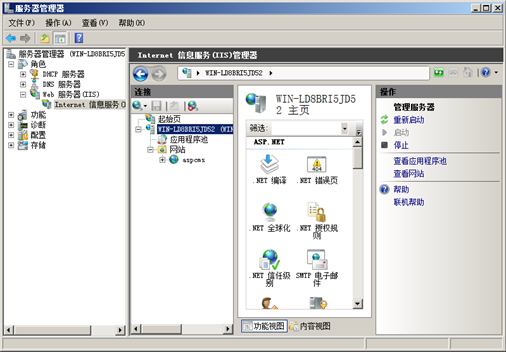 服务器管理器
文件(F) 操作(A) 查看(V) 帮助(H)
服务器管理器 (WIN-LD8BRI5JD5
角色
DHCP 服务器
DNS 服务器
Web 服务器(IIS)
Internet 信息服务(I
功能
诊断
配置
存储
Internet 信息服务(IIS)管理器
WIN-LD8BRI5JD52
连接
起始页
WIN-LD8BRI5JD52 (WIN
应用程序池
网站
aspcms
WIN-LD8BRI5JD5
2 主页
筛选:
ASP.NET
.NET 编译
.NET 错误页
404
.NET 全球化
.NET 授权规
则
.NET 信任级
别
SMTP 电子邮
件
功能视图
内容视图
操作
管理服务器
重新启动
启动
停止
查看应用程序池
查看网站
帮助
联机帮助